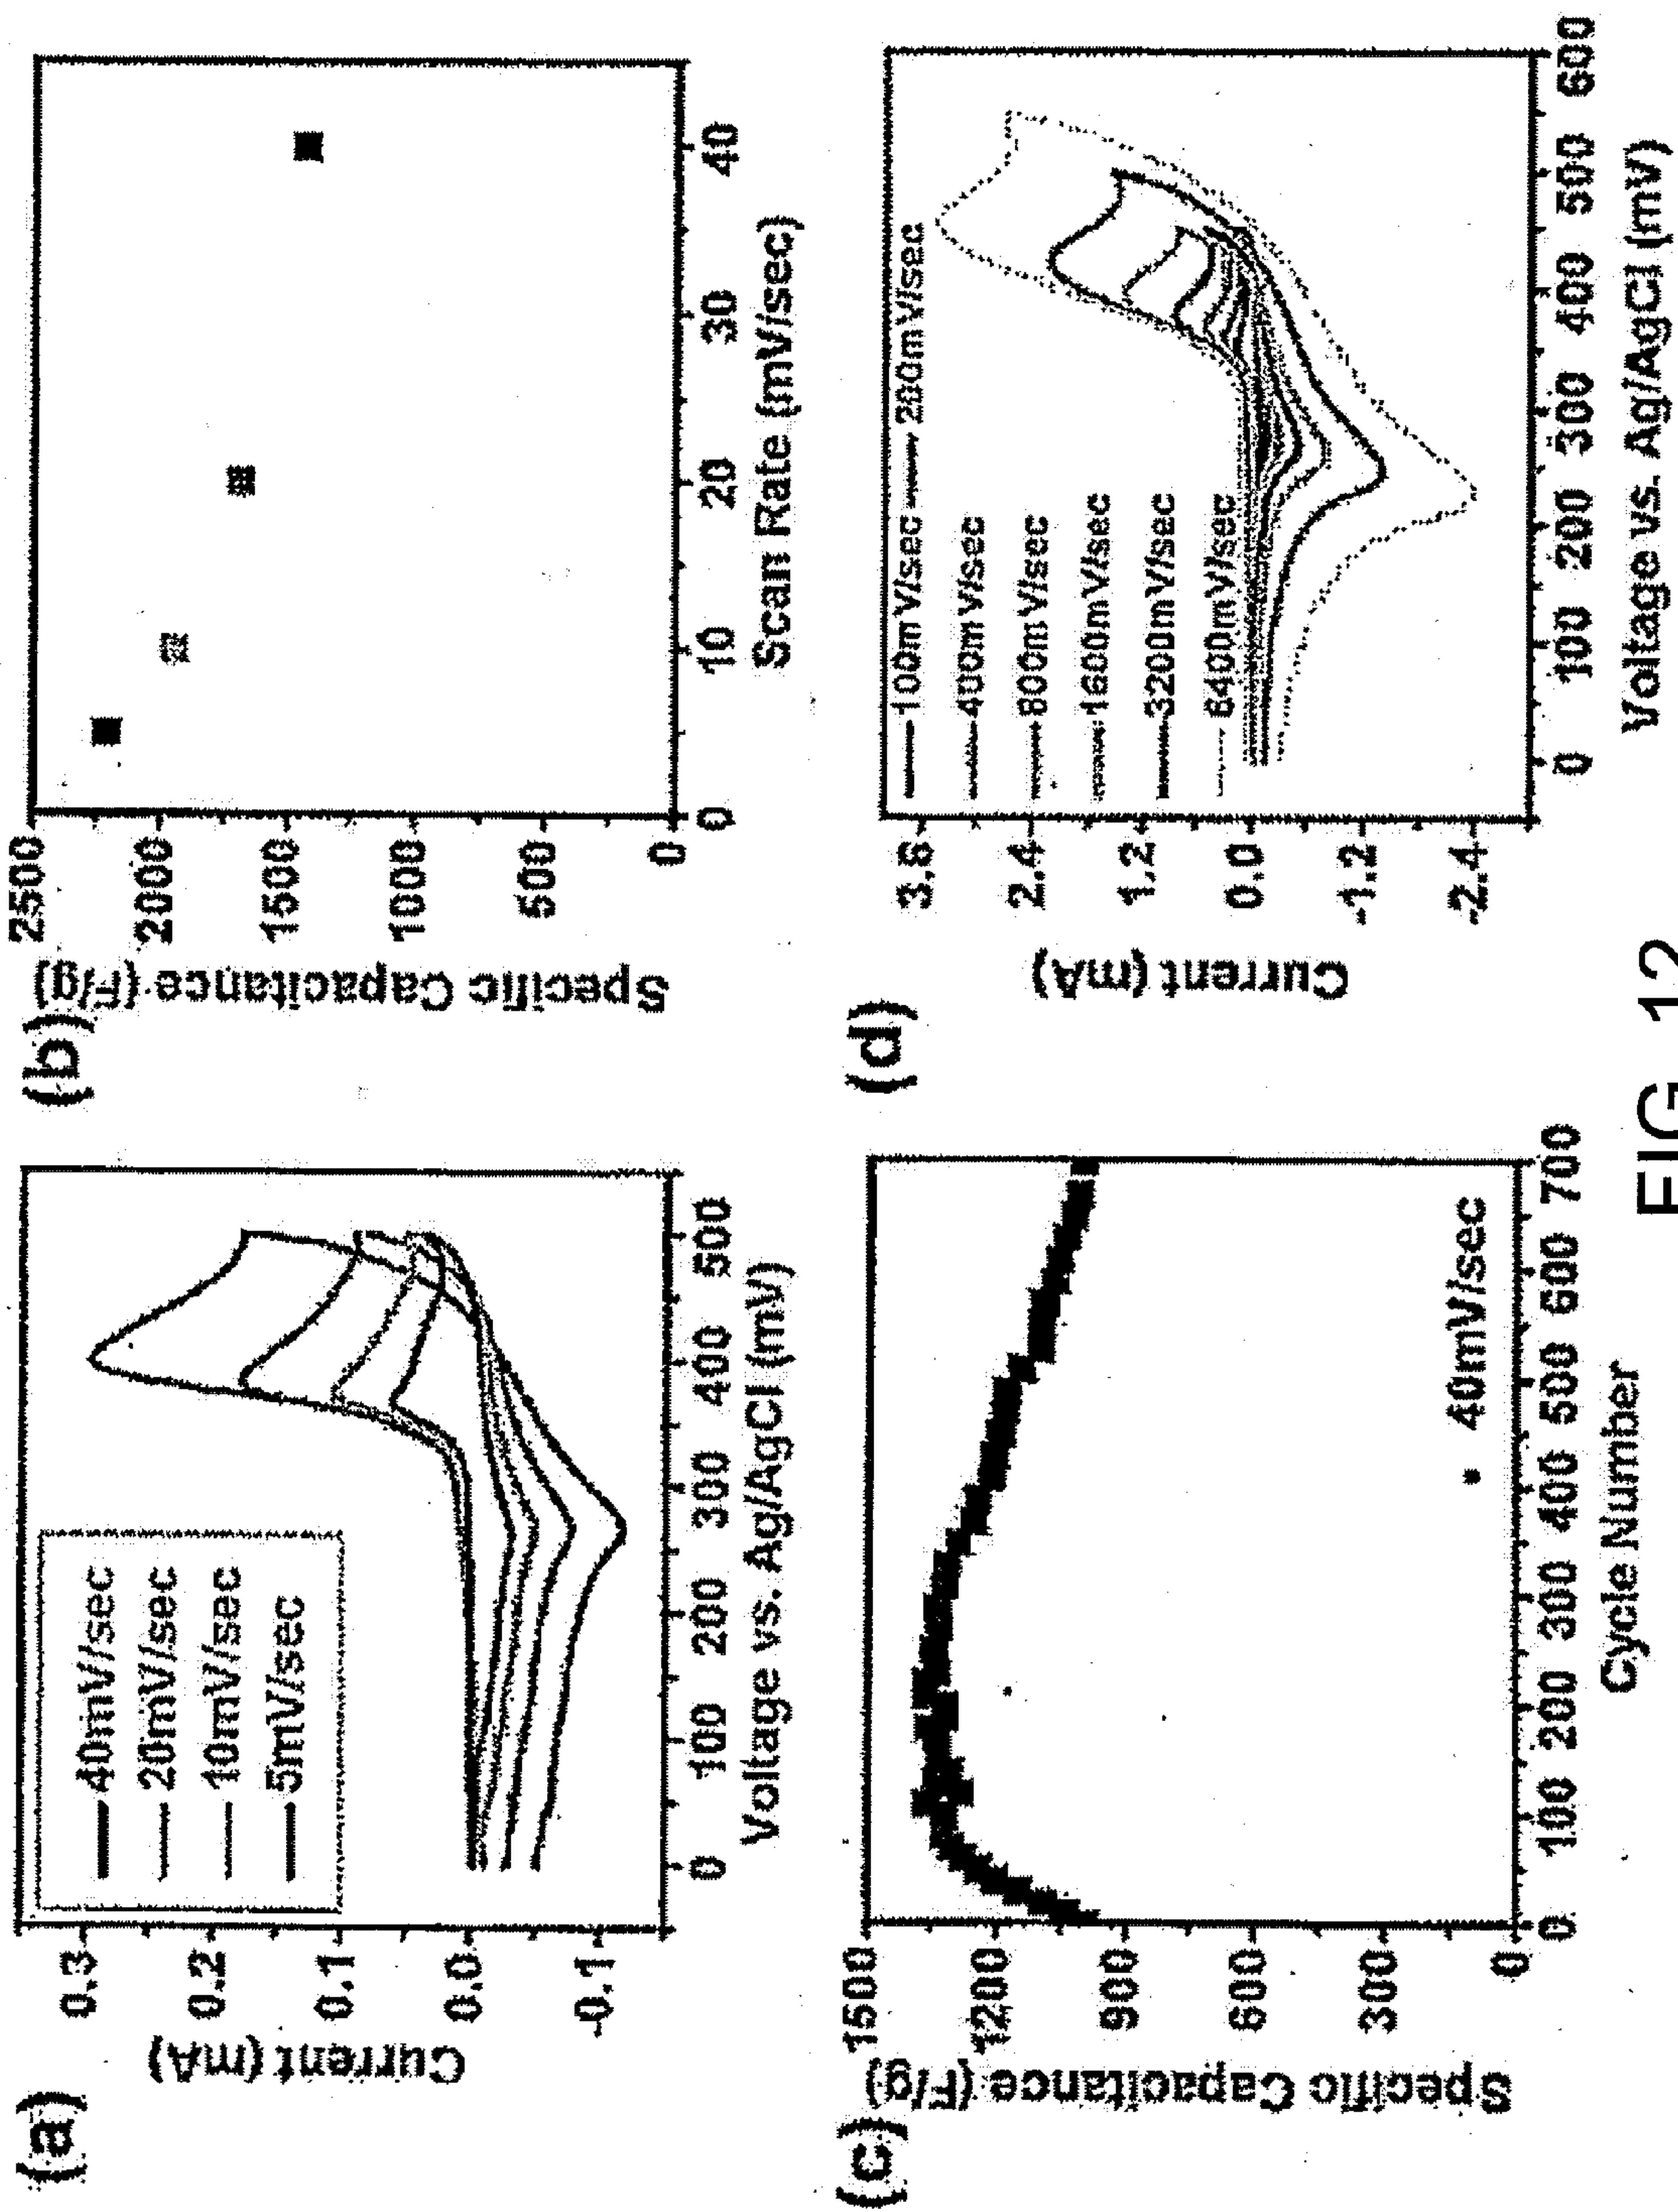 (a)
Current (mA)
0.3
0.2
0.1
0.0
-0.1
40mV/sec
20mV/sec
10mV/sec
5mV/sec
0 100 200 300 400 500
Voltage vs. Ag/AgCl (mV)
(b)
Specific Capacitance (F/g)
2500
2000
1500
1000
500
0
0 10 20 30 40
Scan Rate (mV/sec)
(c)
Specific Capacitance (F/g)
1500
1200
900
600
300
0
40mV/sec
0 100 200 300 400 500 600 700
Cycle Number
(d)
Current (mA)
3.6
2.4
1.2
0.0
-1.2
-2.4
100mV/sec 200mV/sec
400mV/sec
800mV/sec
1600mV/sec
3200mV/sec
6400mV/sec
0 100 200 300 400 500 600
Voltage vs. Ag/AgCl (mV)
FIG. 12